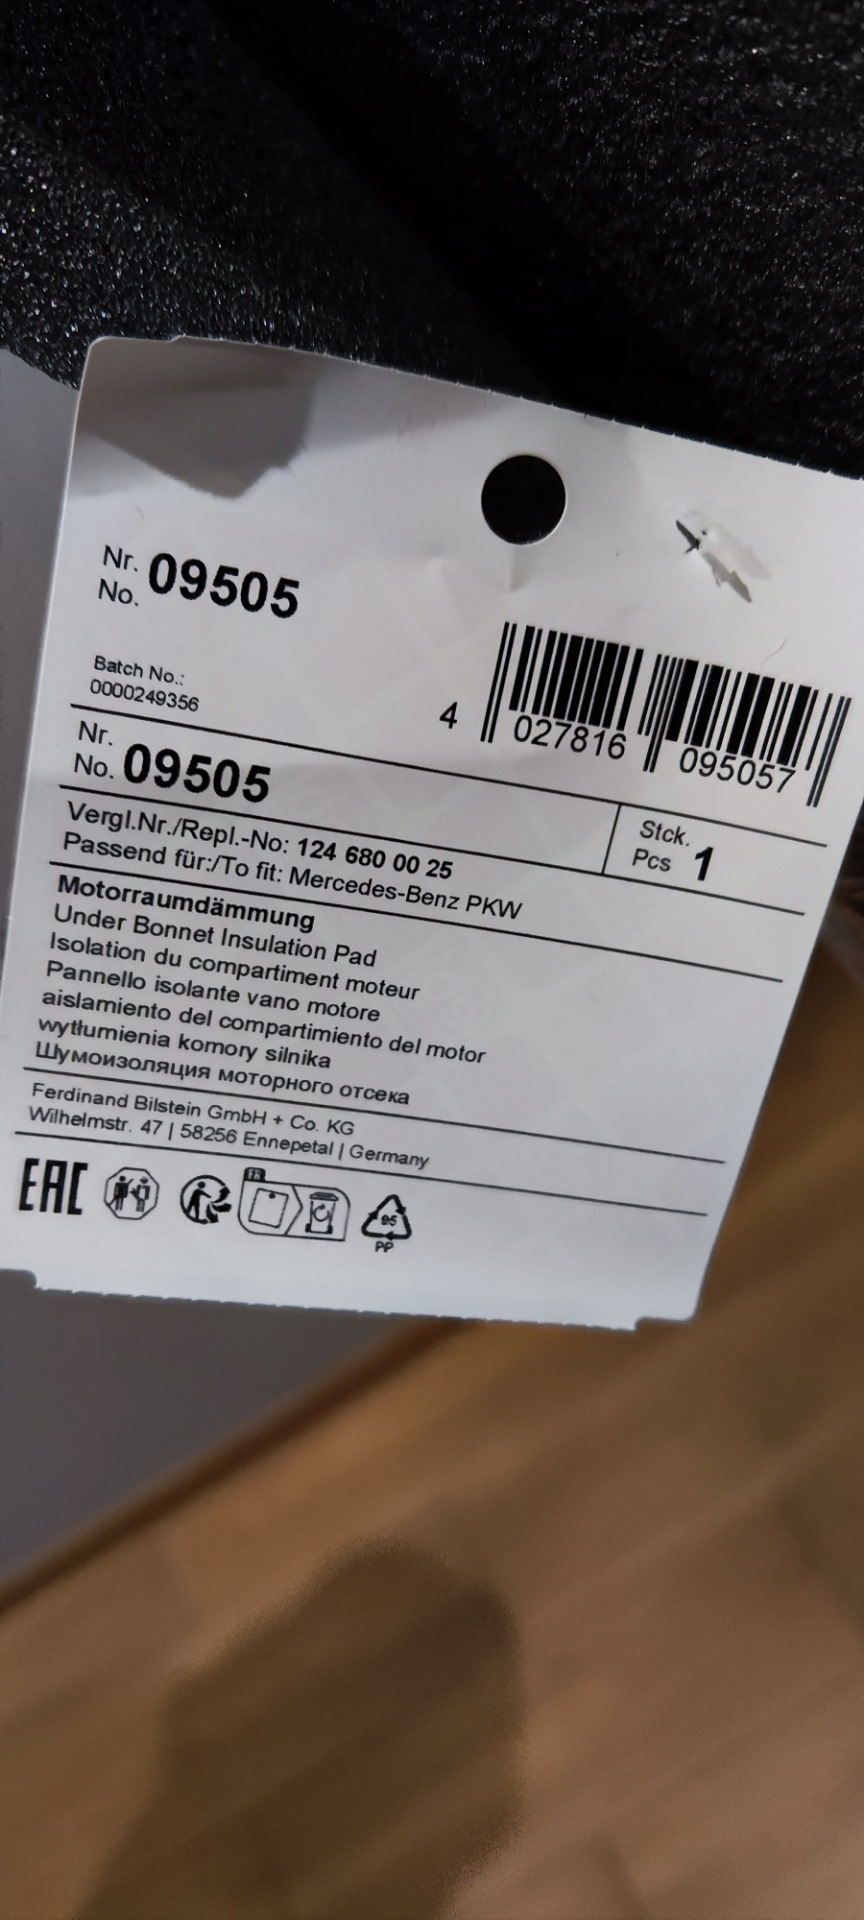 Nr.
No. 09505
Batch No.:
0000249356
4 027816 095057
Nr.
No. 09505
Vergl.Nr./Repl.-No: 124 680 00 25
Passend für:/To fit: Mercedes-Benz PKW
Stck.
Pcs 1
Motorraumdämmung
Under Bonnet Insulation Pad
Isolation du compartiment moteur
Pannello isolante vano motore
aislamiento del compartimiento del motor
wytłumienia komory silnika
Шумоизоляция моторного отсека
Ferdinand Bilstein GmbH + Co. KG
Wilhelmstr. 47 | 58256 Ennepetal | Germany
EAC
FR
05
PP